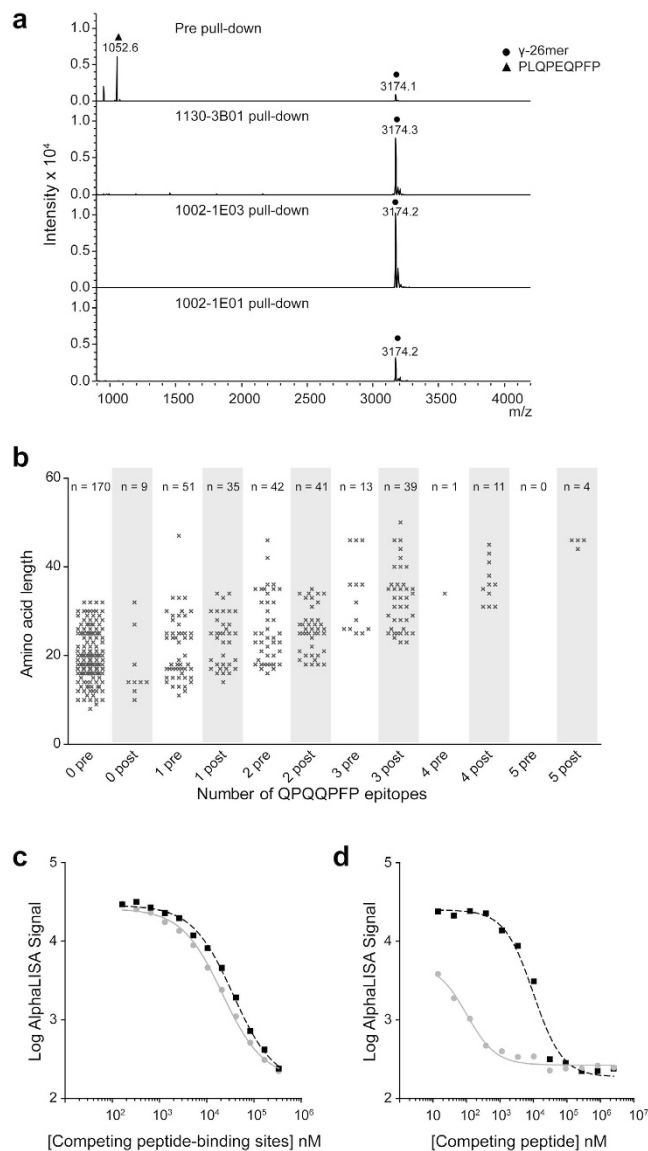 a
Pre pull-down
1052.6
3174.1
● γ-26mer
▲ PLQPEQPFP
1.0
0.5
0.0
1130-3B01 pull-down
3174.3
1.0
0.5
0.0
1002-1E03 pull-down
3174.2
1.0
0.5
0.0
1002-1E01 pull-down
3174.2
1.0
0.5
0.0
Intensity x 10⁴
1000 1500 2000 2500 3000 3500 4000
m/z
b
60
40
20
0
Amino acid length
n = 170 n = 9 n = 51 n = 35 n = 42 n = 41 n = 13 n = 39 n = 1 n = 11 n = 0 n = 4
0 pre 0 post 1 pre 1 post 2 pre 2 post 3 pre 3 post 4 pre 4 post 5 pre 5 post
Number of QPQQPFP epitopes
c
5
4
3
2
Log AlphaLISA Signal
10² 10³ 10⁴ 10⁵ 10⁶
[Competing peptide-binding sites] nM
d
5
4
3
2
Log AlphaLISA Signal
10¹ 10² 10³ 10⁴ 10⁵ 10⁶ 10⁷
[Competing peptide] nM